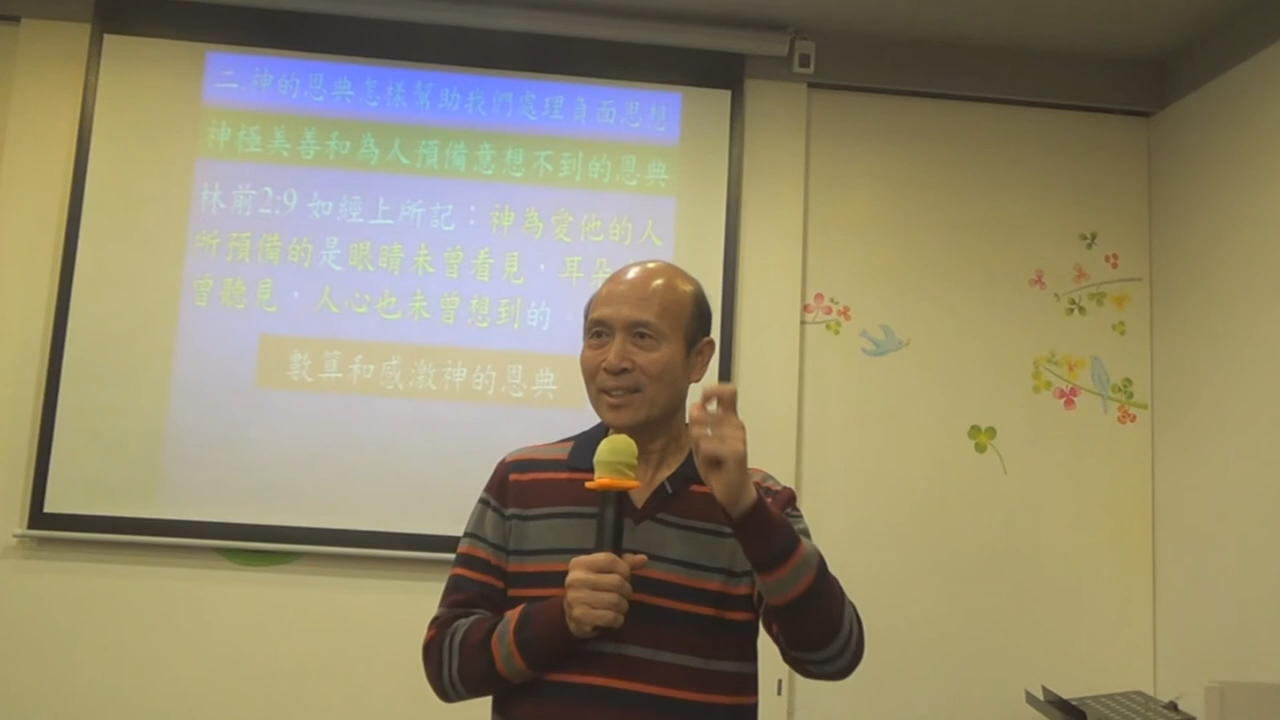 二.神的恩典怎樣幫助我們處理負面思想
神極美善和為人預備意想不到的恩典
林前2:9 如經上所記：神為愛他的人
所預備的是眼睛未曾看見，耳朵
曾聽見，人心也未曾想到的
數算和感激神的恩典